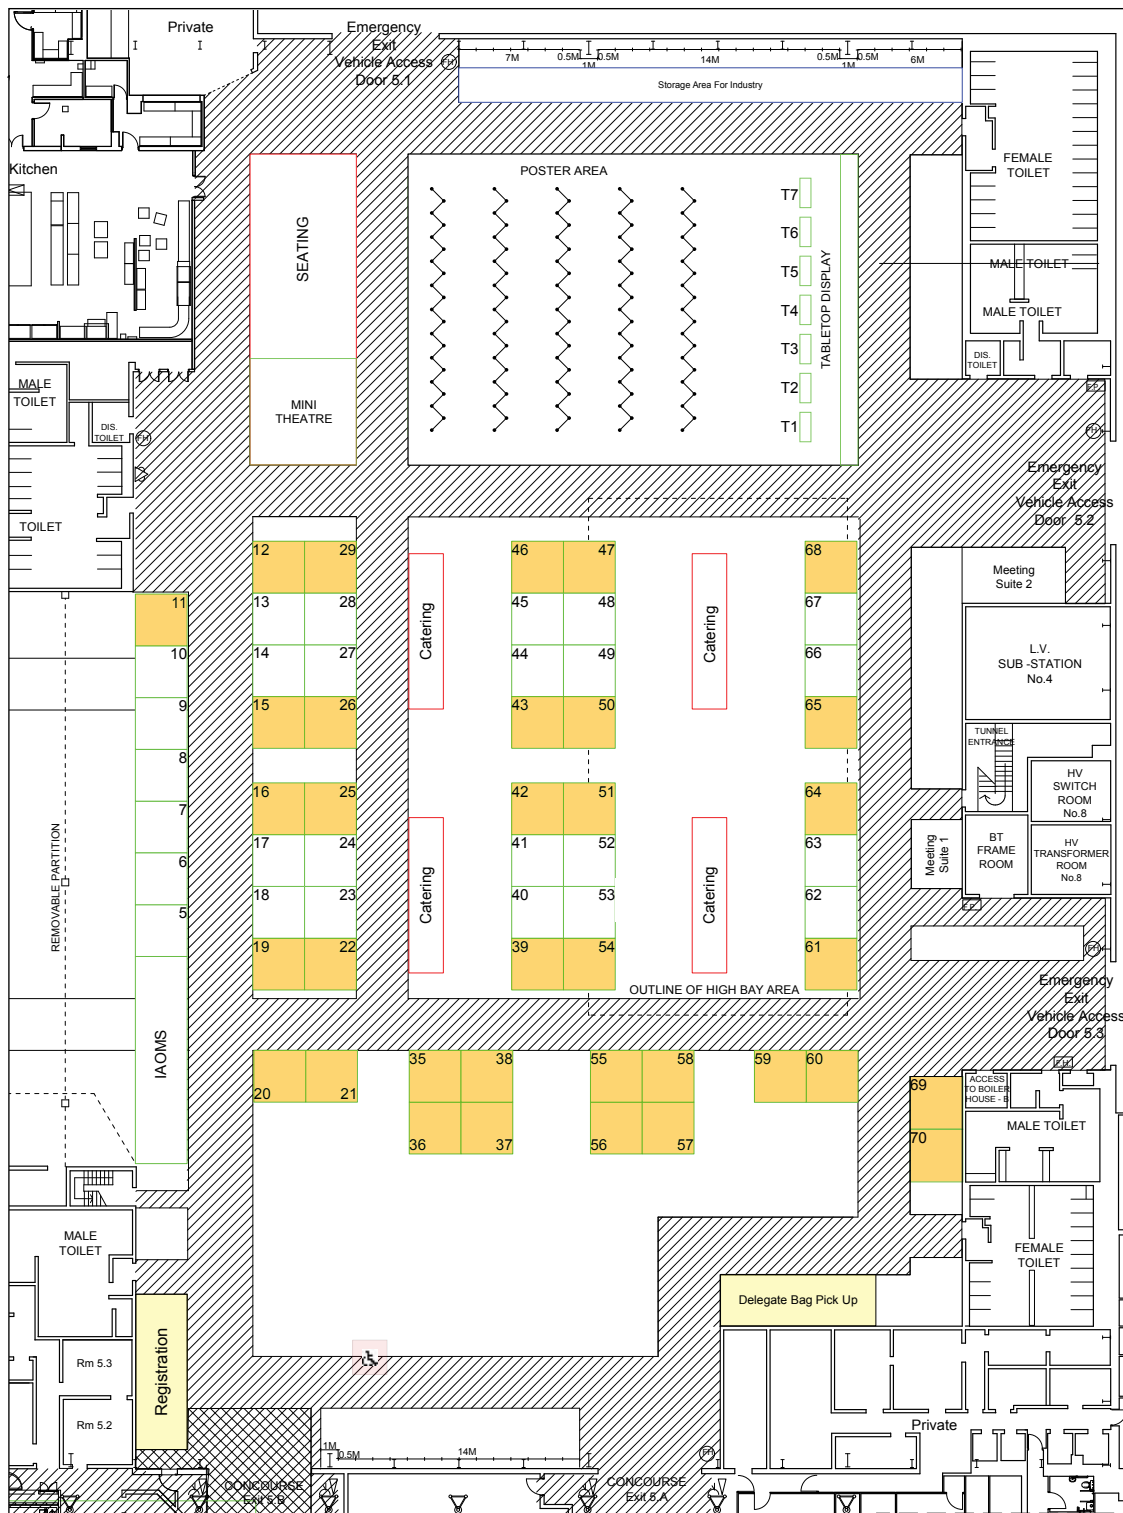 Private
Emergency
Exit
Vehicle Access
Door 5.1
FH
7M
0.5M
0.5M
1M
14M
0.5M
0.5M
1M
6M
Storage Area For Industry
Kitchen
POSTER AREA
FEMALE
TOILET
SEATING
T7
T6
T5
T4
T3
T2
T1
TABLETOP DISPLAY
MALE TOILET
MALE TOILET
DIS.
TOILET
MINI
THEATRE
MALE
TOILET
DIS.
TOILET
FH
F.P.
FH
Emergency
Exit
Vehicle Access
Door 5.2
TOILET
12
29
46
47
68
Meeting
Suite 2
11
13
28
45
48
67
Catering
Catering
10
14
27
44
49
66
L.V.
SUB -STATION
No.4
9
15
26
43
50
65
TUNNEL
ENTRANCE
8
16
25
42
51
64
HV
SWITCH
ROOM
No.8
7
17
24
41
52
63
Meeting
Suite 1
BT
FRAME
ROOM
HV
TRANSFORMER
ROOM
No.8
6
REMOVABLE PARTITION
18
23
40
53
62
Catering
Catering
5
F.P.
19
22
39
54
61
FH
OUTLINE OF HIGH BAY AREA
Emergency
Exit
Vehicle Access
Door 5.3
IAOMS
35
38
55
58
59
60
F.H.
20
21
69
ACCESS
TO BOILER
HOUSE - B
MALE TOILET
36
37
56
57
70
MALE
TOILET
FEMALE
TOILET
Delegate Bag Pick Up
Registration
Rm 5.3
Rm 5.2
Private
1M
0.5M
14M
FH
CONCOURSE
Exit 5.B
CONCOURSE
Exit 5.A